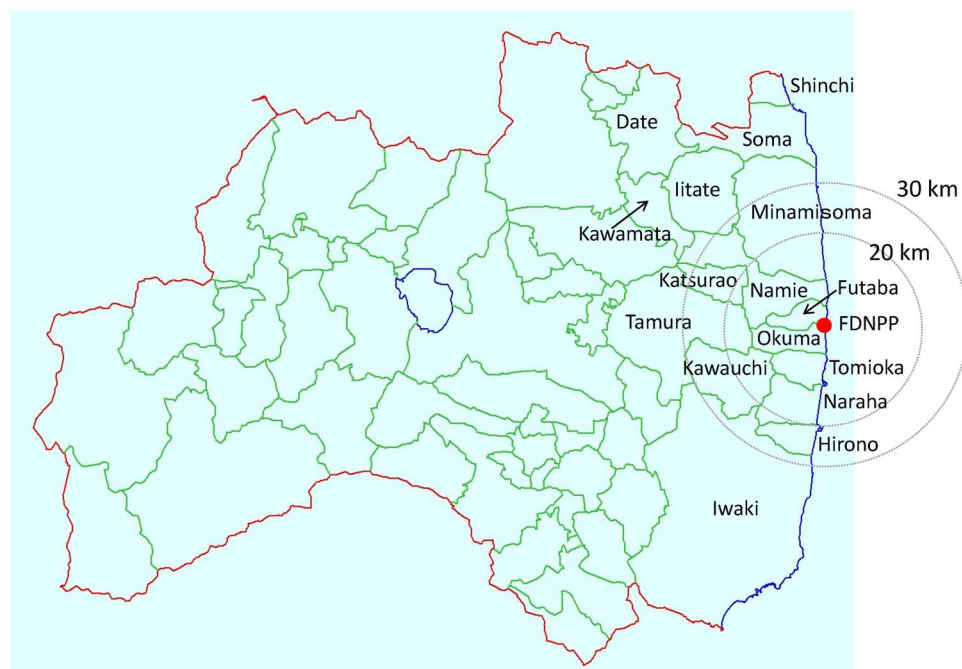 Shinchi
Date
Soma
Iitate
30 km
Minamisoma
Kawamata
20 km
Katsurao
Namie
Futaba
Tamura
FDNPP
Okuma
Kawauchi
Tomioka
Naraha
Hirono
Iwaki